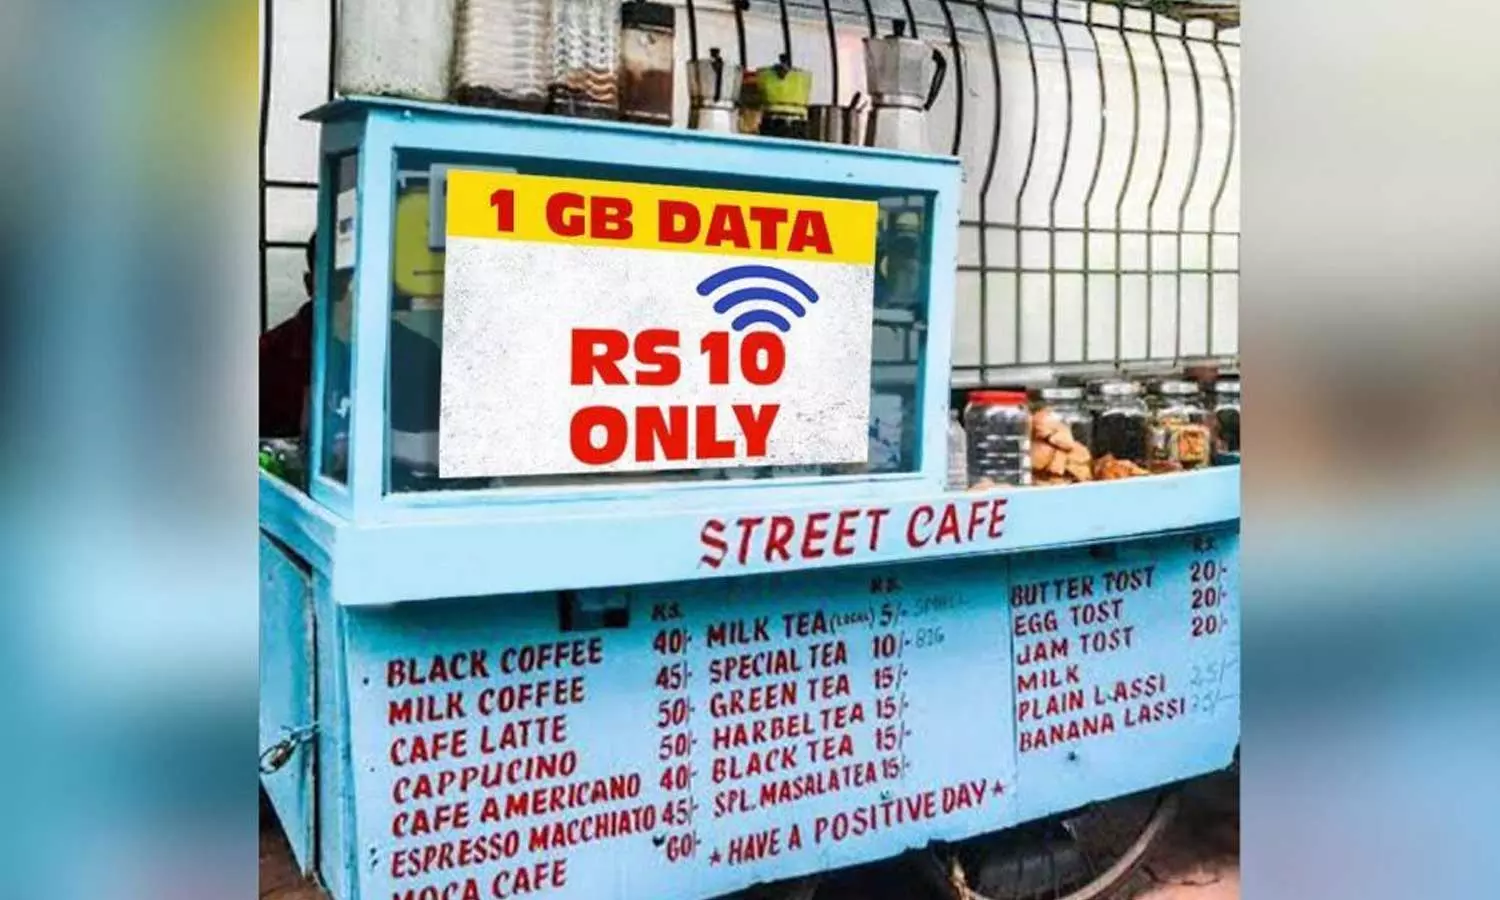 1 GB DATA
RS 10
ONLY
STREET CAFE
RS.
BLACK COFFEE 40/-
MILK COFFEE 45/-
CAFE LATTE 50/-
CAPPUCINO 50/-
CAFE AMERICANO 40/-
ESPRESSO MACCHIATO 45/-
MOCA CAFE 60/-
RS.
MILK TEA (LOCAL) 5/- SMALL
SPECIAL TEA 10/- BIG
GREEN TEA 15/-
HARBEL TEA 15/-
BLACK TEA 15/-
SPL. MASALA TEA 15/-
★ HAVE A POSITIVE DAY ★
RS.
BUTTER TOST 20/-
EGG TOST 20/-
JAM TOST 20/-
MILK
PLAIN LASSI 25/-
BANANA LASSI